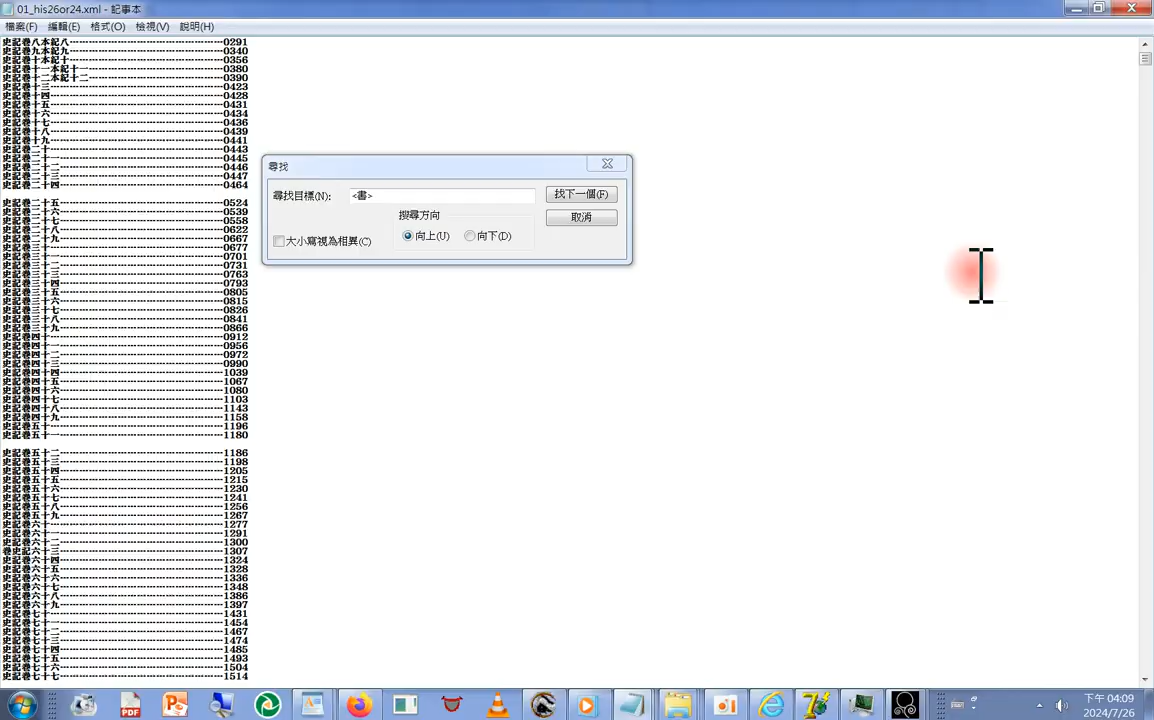 01_his26or24.xml - 記事本
檔案(F) 編輯(E) 格式(O) 檢視(V) 說明(H)
史記卷八本紀八┄┄┄┄┄┄┄┄┄┄0291
史記卷九本紀九┄┄┄┄┄┄┄┄┄┄0340
史記卷十本紀十┄┄┄┄┄┄┄┄┄┄0356
史記卷十一本紀十一┄┄┄┄┄┄┄┄┄0380
史記卷十二本紀十二┄┄┄┄┄┄┄┄┄0390
史記卷十三┄┄┄┄┄┄┄┄┄┄┄0423
史記卷十四┄┄┄┄┄┄┄┄┄┄┄0428
史記卷十五┄┄┄┄┄┄┄┄┄┄┄0431
史記卷十六┄┄┄┄┄┄┄┄┄┄┄0434
史記卷十七┄┄┄┄┄┄┄┄┄┄┄0436
史記卷十八┄┄┄┄┄┄┄┄┄┄┄0439
史記卷十九┄┄┄┄┄┄┄┄┄┄┄0441
史記卷二十┄┄┄┄┄┄┄┄┄┄┄0443
史記卷二十一┄┄┄┄┄┄┄┄┄┄┄0445
史記卷二十二┄┄┄┄┄┄┄┄┄┄┄0446
史記卷二十三┄┄┄┄┄┄┄┄┄┄┄0447
史記卷二十四┄┄┄┄┄┄┄┄┄┄┄0464
史記卷二十五┄┄┄┄┄┄┄┄┄┄┄0524
史記卷二十六┄┄┄┄┄┄┄┄┄┄┄0539
史記卷二十七┄┄┄┄┄┄┄┄┄┄┄0558
史記卷二十八┄┄┄┄┄┄┄┄┄┄┄0622
史記卷二十九┄┄┄┄┄┄┄┄┄┄┄0667
史記卷三十┄┄┄┄┄┄┄┄┄┄┄0677
史記卷三十一┄┄┄┄┄┄┄┄┄┄┄0701
史記卷三十二┄┄┄┄┄┄┄┄┄┄┄0731
史記卷三十三┄┄┄┄┄┄┄┄┄┄┄0763
史記卷三十四┄┄┄┄┄┄┄┄┄┄┄0793
史記卷三十五┄┄┄┄┄┄┄┄┄┄┄0805
史記卷三十六┄┄┄┄┄┄┄┄┄┄┄0815
史記卷三十七┄┄┄┄┄┄┄┄┄┄┄0826
史記卷三十八┄┄┄┄┄┄┄┄┄┄┄0841
史記卷三十九┄┄┄┄┄┄┄┄┄┄┄0866
史記卷四十┄┄┄┄┄┄┄┄┄┄┄0912
史記卷四十一┄┄┄┄┄┄┄┄┄┄┄0956
史記卷四十二┄┄┄┄┄┄┄┄┄┄┄0972
史記卷四十三┄┄┄┄┄┄┄┄┄┄┄0990
史記卷四十四┄┄┄┄┄┄┄┄┄┄┄1039
史記卷四十五┄┄┄┄┄┄┄┄┄┄┄1067
史記卷四十六┄┄┄┄┄┄┄┄┄┄┄1080
史記卷四十七┄┄┄┄┄┄┄┄┄┄┄1103
史記卷四十八┄┄┄┄┄┄┄┄┄┄┄1143
史記卷四十九┄┄┄┄┄┄┄┄┄┄┄1158
史記卷五十┄┄┄┄┄┄┄┄┄┄┄1196
史記卷五十一┄┄┄┄┄┄┄┄┄┄┄1180
史記卷五十二┄┄┄┄┄┄┄┄┄┄┄1186
史記卷五十三┄┄┄┄┄┄┄┄┄┄┄1198
史記卷五十四┄┄┄┄┄┄┄┄┄┄┄1205
史記卷五十五┄┄┄┄┄┄┄┄┄┄┄1215
史記卷五十六┄┄┄┄┄┄┄┄┄┄┄1230
史記卷五十七┄┄┄┄┄┄┄┄┄┄┄1241
史記卷五十八┄┄┄┄┄┄┄┄┄┄┄1256
史記卷五十九┄┄┄┄┄┄┄┄┄┄┄1267
史記卷六十┄┄┄┄┄┄┄┄┄┄┄1277
史記卷六十一┄┄┄┄┄┄┄┄┄┄┄1291
史記卷六十二┄┄┄┄┄┄┄┄┄┄┄1300
卷史記六十三┄┄┄┄┄┄┄┄┄┄┄1307
史記卷六十四┄┄┄┄┄┄┄┄┄┄┄1324
史記卷六十五┄┄┄┄┄┄┄┄┄┄┄1328
史記卷六十六┄┄┄┄┄┄┄┄┄┄┄1336
史記卷六十七┄┄┄┄┄┄┄┄┄┄┄1348
史記卷六十八┄┄┄┄┄┄┄┄┄┄┄1386
史記卷六十九┄┄┄┄┄┄┄┄┄┄┄1397
史記卷七十┄┄┄┄┄┄┄┄┄┄┄1431
史記卷七十一┄┄┄┄┄┄┄┄┄┄┄1454
史記卷七十二┄┄┄┄┄┄┄┄┄┄┄1467
史記卷七十三┄┄┄┄┄┄┄┄┄┄┄1474
史記卷七十四┄┄┄┄┄┄┄┄┄┄┄1485
史記卷七十五┄┄┄┄┄┄┄┄┄┄┄1493
史記卷七十六┄┄┄┄┄┄┄┄┄┄┄1504
史記卷七十七┄┄┄┄┄┄┄┄┄┄┄1514
尋找
尋找目標(N): <書> 找下一個(F)
搜尋方向 取消
大小寫視為相異(C) 向上(U) 向下(D)
PDF
下午 04:09
2024/7/26